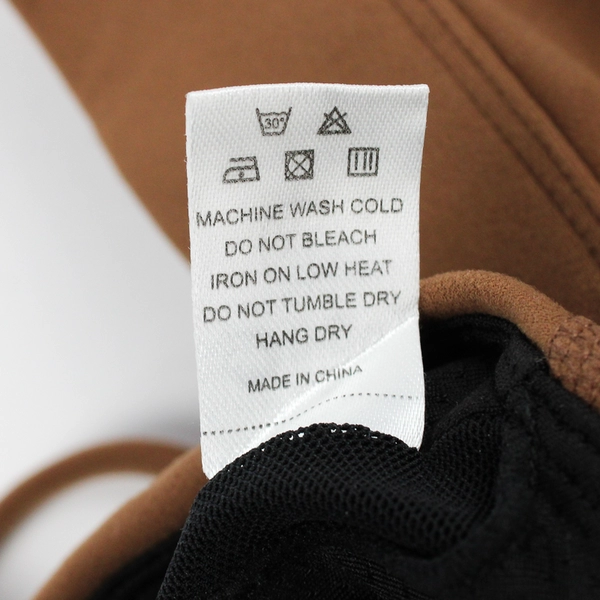 30°
MACHINE WASH COLD
DO NOT BLEACH
IRON ON LOW HEAT
DO NOT TUMBLE DRY
HANG DRY
MADE IN CHINA